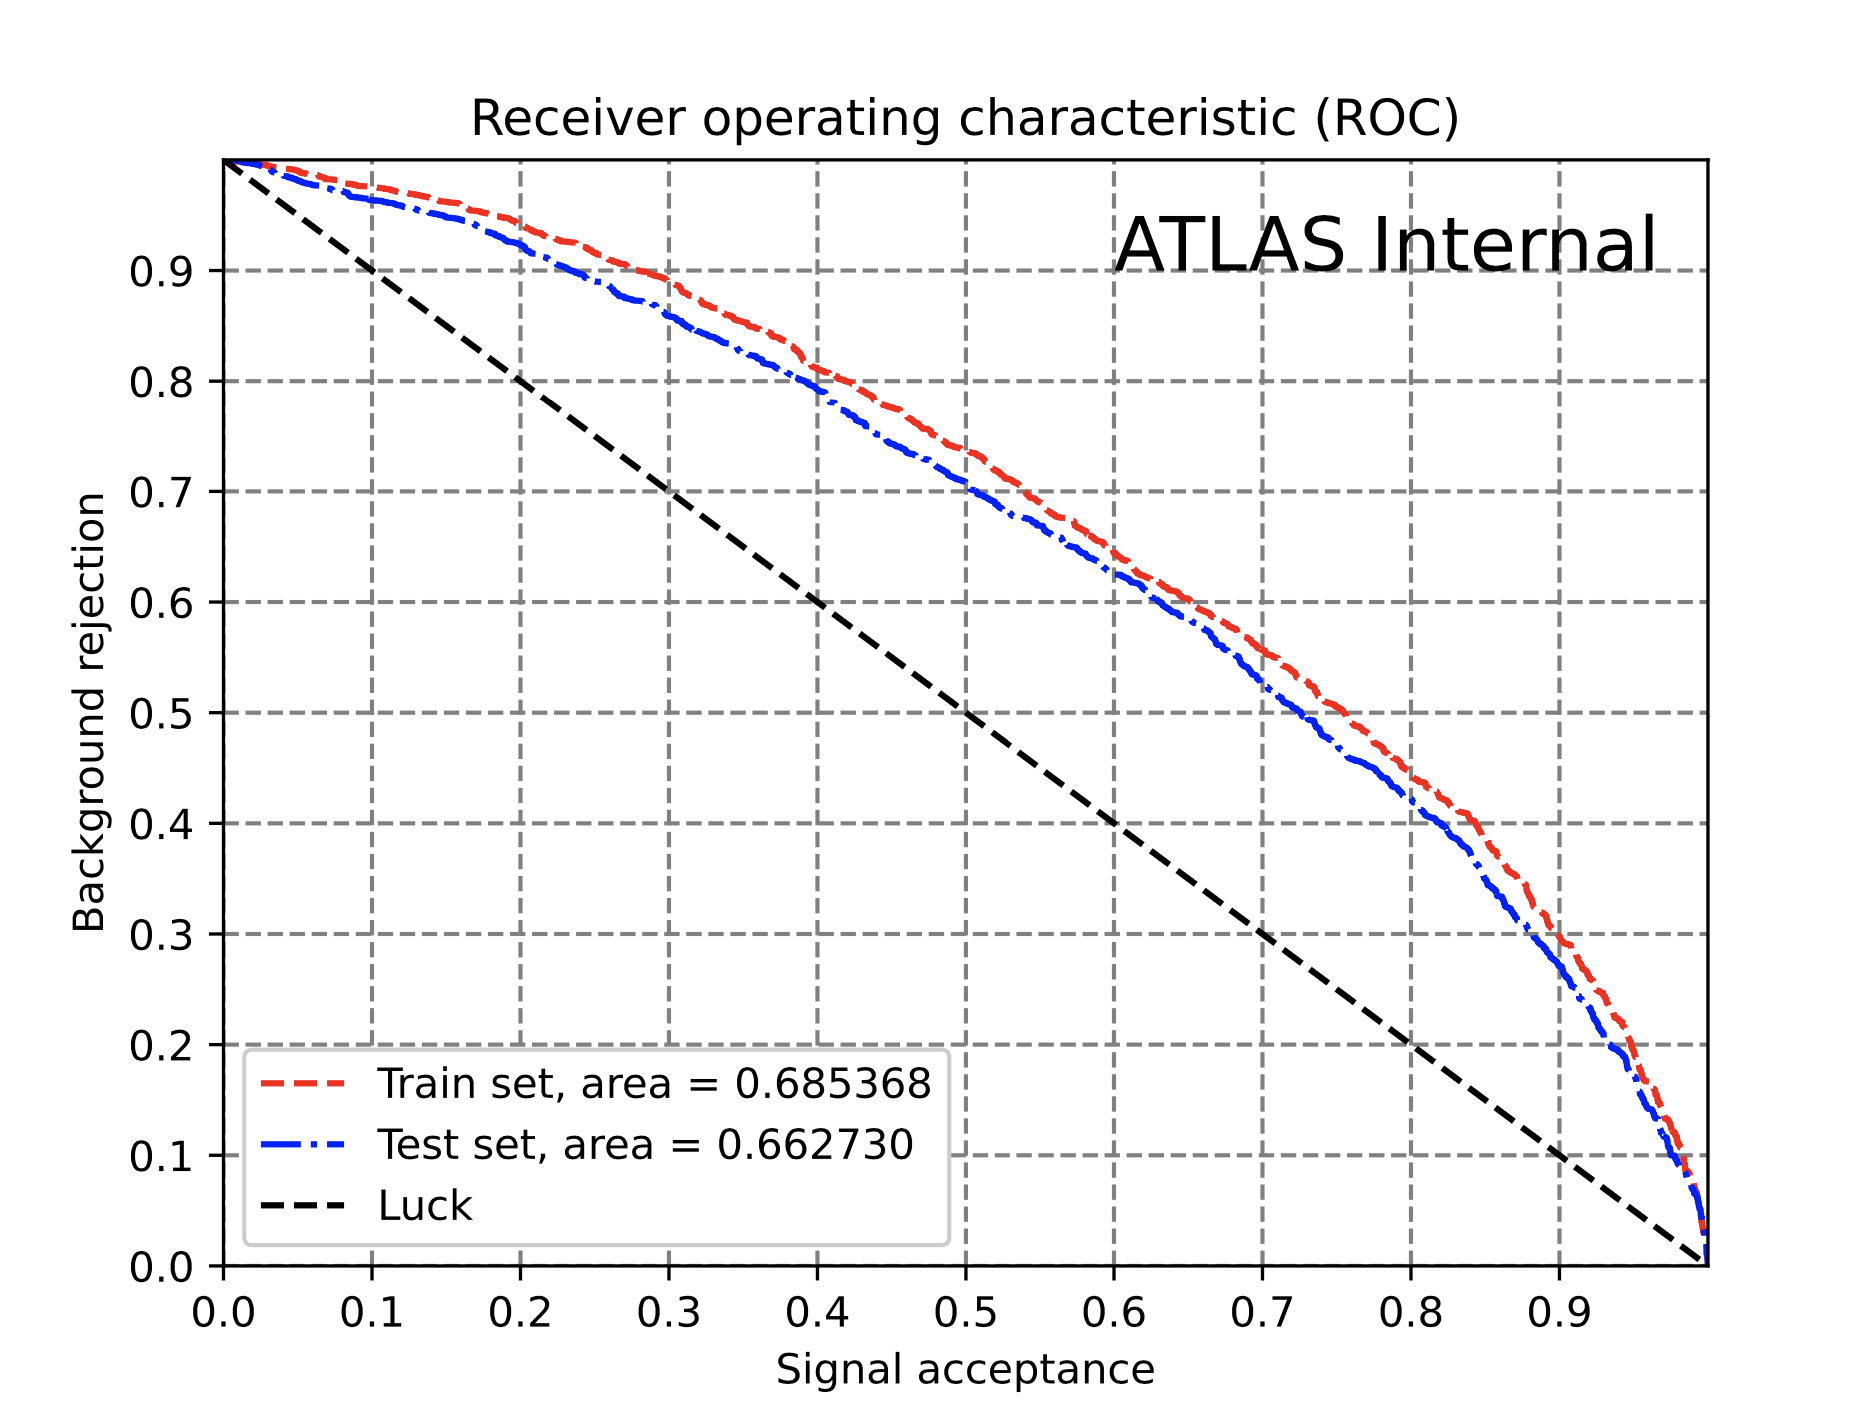 Receiver operating characteristic (ROC)
ATLAS Internal
Background rejection
0.9
0.8
0.7
0.6
0.5
0.4
0.3
0.2
0.1
0.0
Train set, area = 0.685368
Test set, area = 0.662730
Luck
0.0 0.1 0.2 0.3 0.4 0.5 0.6 0.7 0.8 0.9
Signal acceptance